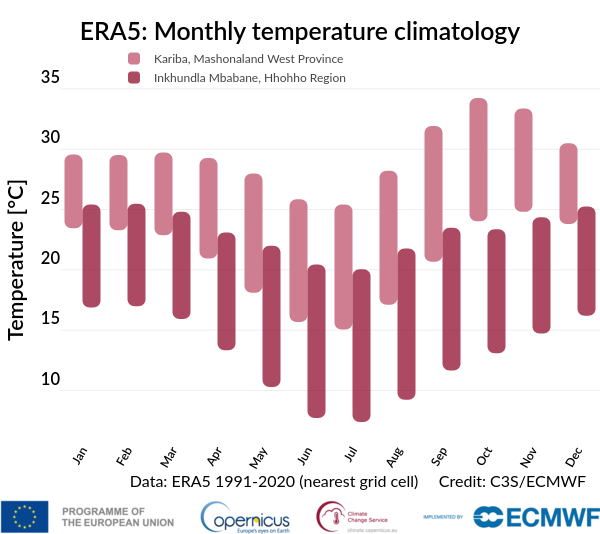 ERA5: Monthly temperature climatology
Kariba, Mashonaland West Province
Inkhundla Mbabane, Hhohho Region
Temperature [°C]
35
30
25
20
15
10
Jan Feb Mar Apr May Jun Jul Aug Sep Oct Nov Dec
Data: ERA5 1991-2020 (nearest grid cell) Credit: C3S/ECMWF
PROGRAMME OF
THE EUROPEAN UNION
opernicus
Europe's eyes on Earth
Climate
Change Service
climate.copernicus.eu
IMPLEMENTED BY
ECMWF